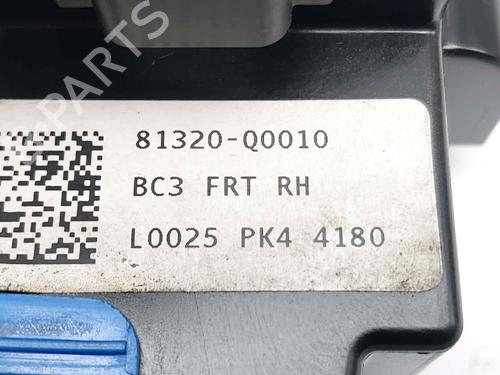 81320-Q0010
BC3 FRT RH
L0025 PK4 4180
B-PARTS